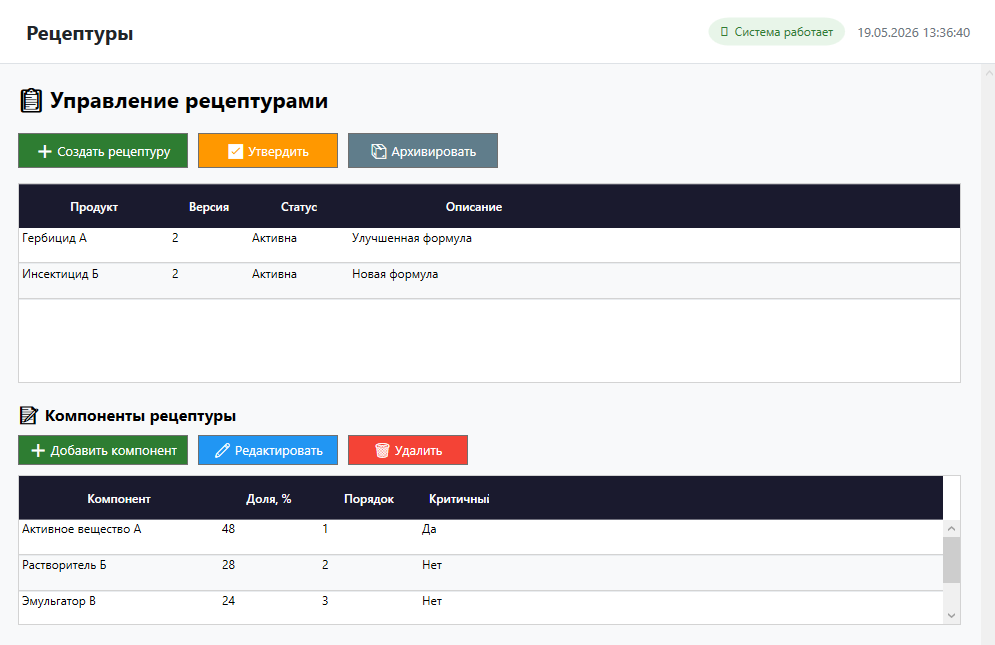 Рецептуры
Система работает 19.05.2026 13:36:40
Управление рецептурами
Создать рецептуру Утвердить Архивировать
Продукт Версия Статус Описание
Гербицид А 2 Активна Улучшенная формула
Инсектицид Б 2 Активна Новая формула
Компоненты рецептуры
Добавить компонент Редактировать Удалить
Компонент Доля, % Порядок Критичный
Активное вещество А 48 1 Да
Растворитель Б 28 2 Нет
Эмульгатор В 24 3 Нет